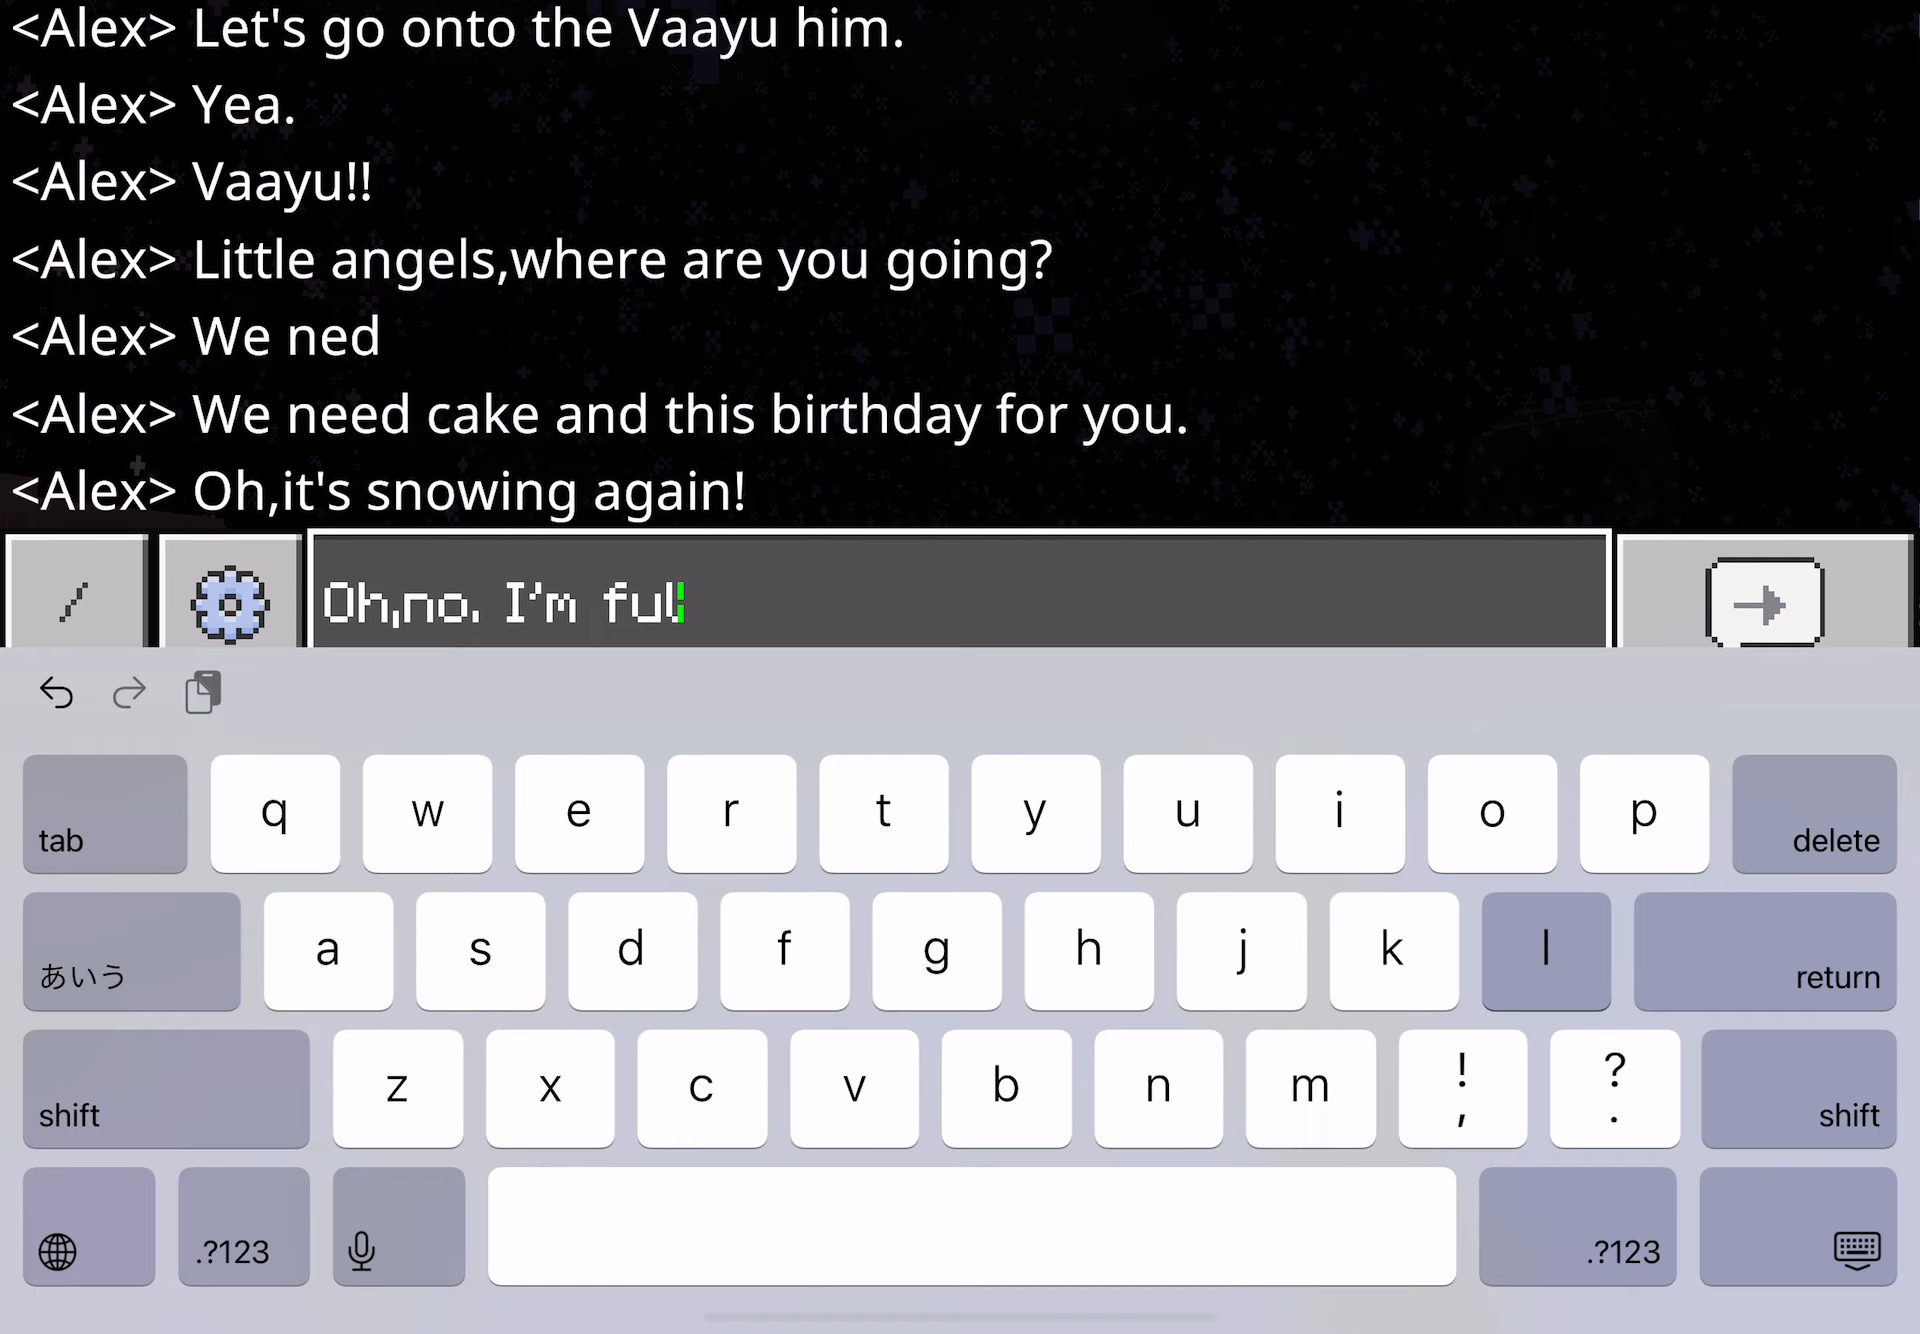 <Alex> Let's go onto the Vaayu him.
<Alex> Yea.
<Alex> Vaayu!!
<Alex> Little angels,where are you going?
<Alex> We ned
<Alex> We need cake and this birthday for you.
<Alex> Oh,it's snowing again!
/ Oh,no. I'm ful
tab q w e r t y u i o p delete
あいう a s d f g h j k l return
shift z x c v b n m ! , ? . shift
.?123 .?123